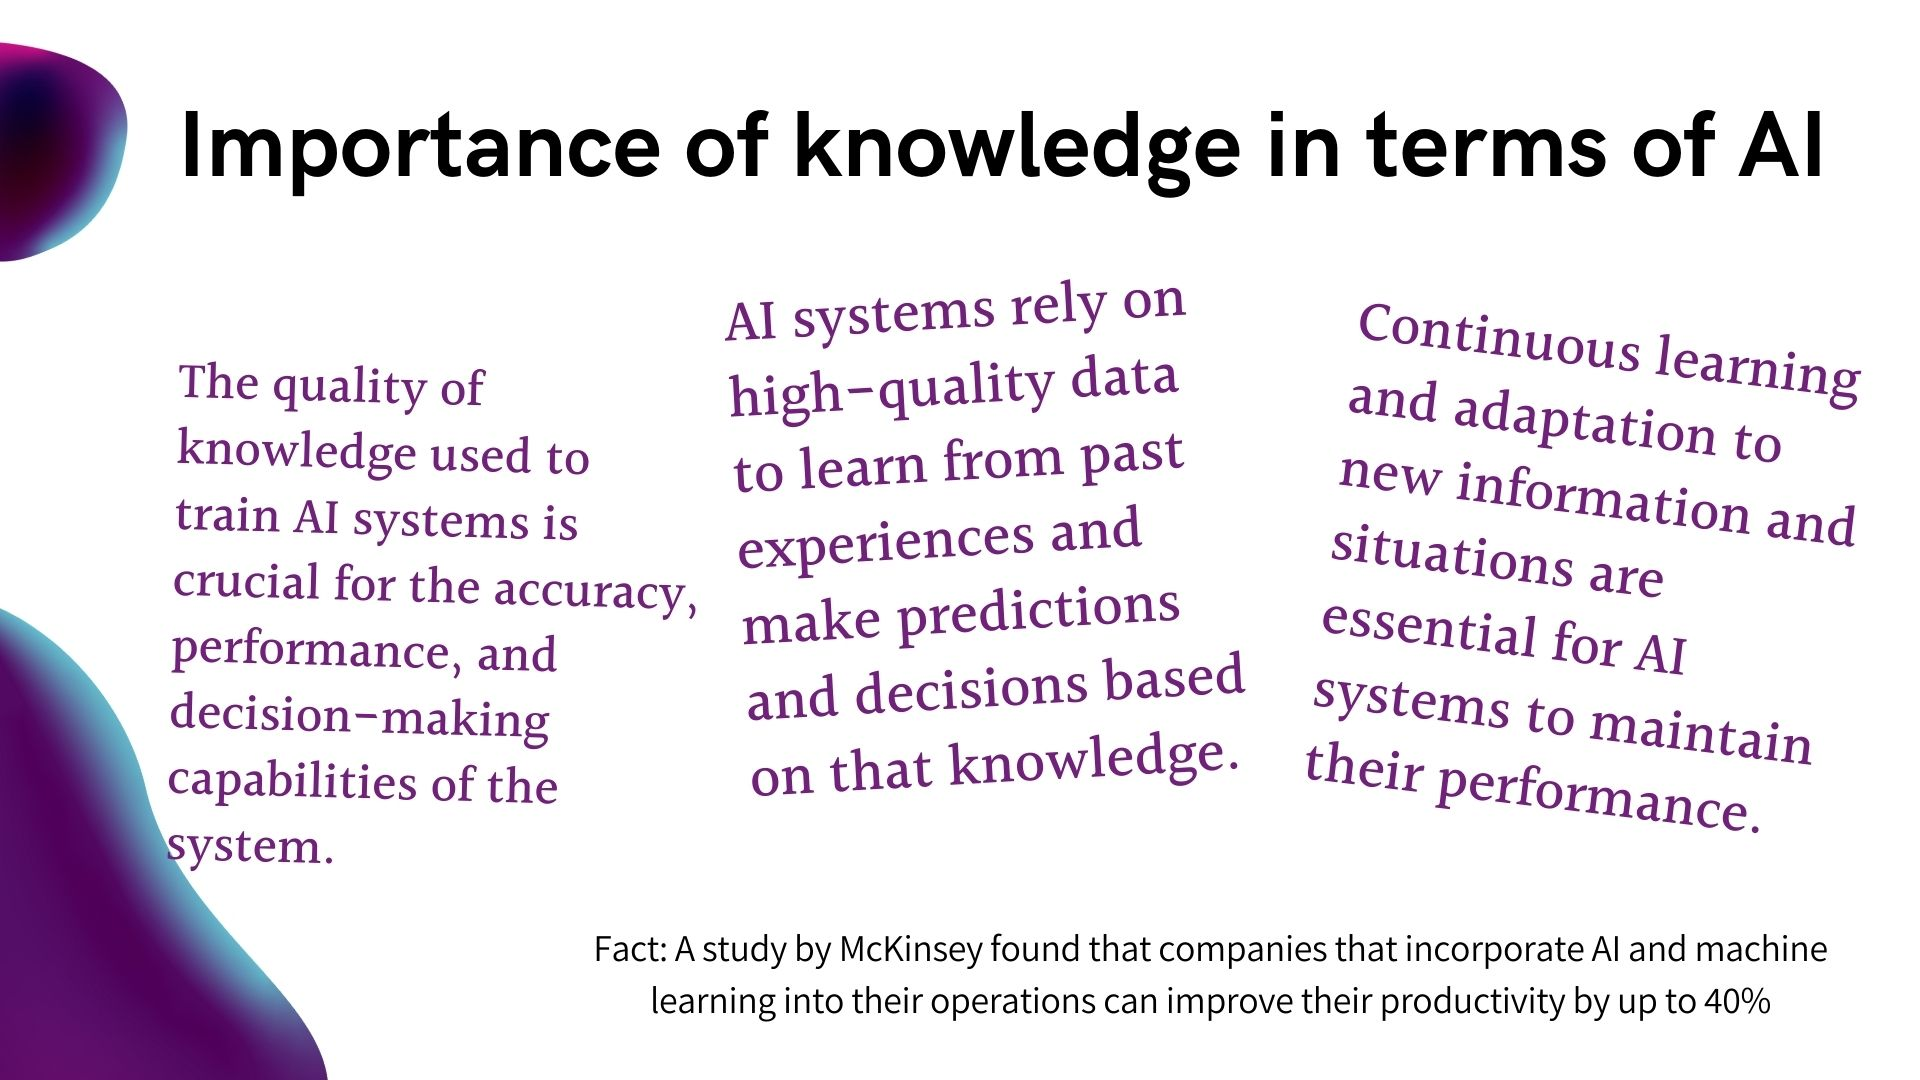 Importance of knowledge in terms of AI
The quality of
knowledge used to
train AI systems is
crucial for the accuracy,
performance, and
decision-making
capabilities of the
system.
AI systems rely on
high-quality data
to learn from past
experiences and
make predictions
and decisions based
on that knowledge.
Continuous learning
and adaptation to
new information and
situations are
essential for AI
systems to maintain
their performance.
Fact: A study by McKinsey found that companies that incorporate AI and machine
learning into their operations can improve their productivity by up to 40%